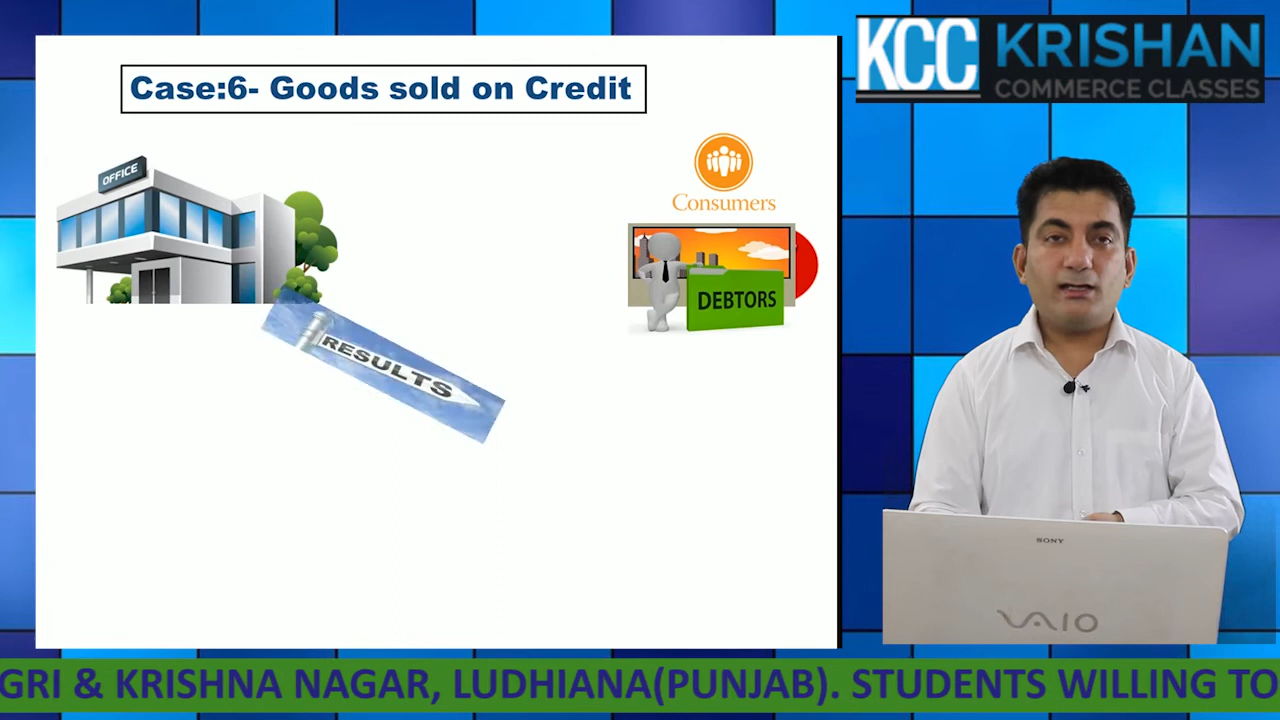 KCC KRISHAN
COMMERCE CLASSES
Case:6- Goods sold on Credit
OFFICE
Consumers
DEBTORS
RESULTS
SONY
VAIO
GRI & KRISHNA NAGAR, LUDHIANA(PUNJAB). STUDENTS WILLING TO